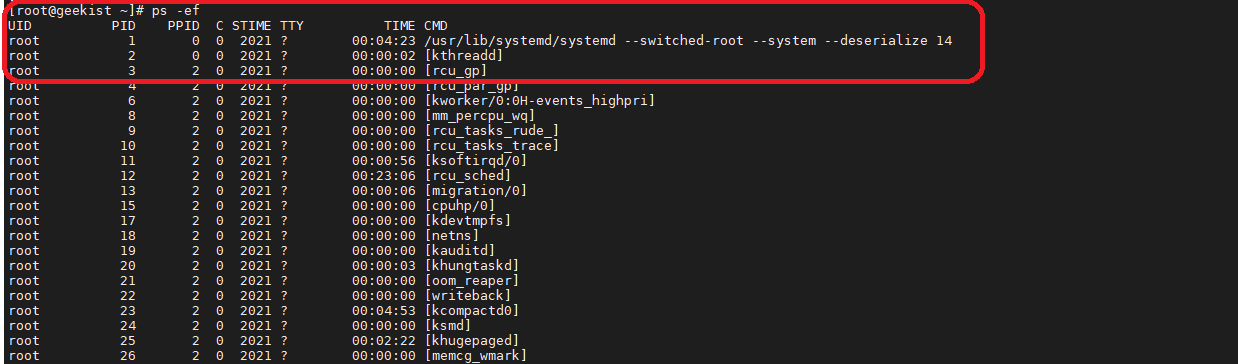 [root@geekist ~]# ps -ef
UID          PID    PPID  C STIME TTY          TIME CMD
root           1       0  0  2021 ?        00:04:23 /usr/lib/systemd/systemd --switched-root --system --deserialize 14
root           2       0  0  2021 ?        00:00:02 [kthreadd]
root           3       2  0  2021 ?        00:00:00 [rcu_gp]
root           4       2  0  2021 ?        00:00:00 [rcu_par_gp]
root           6       2  0  2021 ?        00:00:00 [kworker/0:0H-events_highpri]
root           8       2  0  2021 ?        00:00:00 [mm_percpu_wq]
root           9       2  0  2021 ?        00:00:00 [rcu_tasks_rude_]
root          10       2  0  2021 ?        00:00:00 [rcu_tasks_trace]
root          11       2  0  2021 ?        00:00:56 [ksoftirqd/0]
root          12       2  0  2021 ?        00:23:06 [rcu_sched]
root          13       2  0  2021 ?        00:00:06 [migration/0]
root          15       2  0  2021 ?        00:00:00 [cpuhp/0]
root          17       2  0  2021 ?        00:00:00 [kdevtmpfs]
root          18       2  0  2021 ?        00:00:00 [netns]
root          19       2  0  2021 ?        00:00:00 [kauditd]
root          20       2  0  2021 ?        00:00:03 [khungtaskd]
root          21       2  0  2021 ?        00:00:00 [oom_reaper]
root          22       2  0  2021 ?        00:00:00 [writeback]
root          23       2  0  2021 ?        00:04:53 [kcompactd0]
root          24       2  0  2021 ?        00:00:00 [ksmd]
root          25       2  0  2021 ?        00:02:22 [khugepaged]
root          26       2  0  2021 ?        00:00:00 [memcg_wmark]